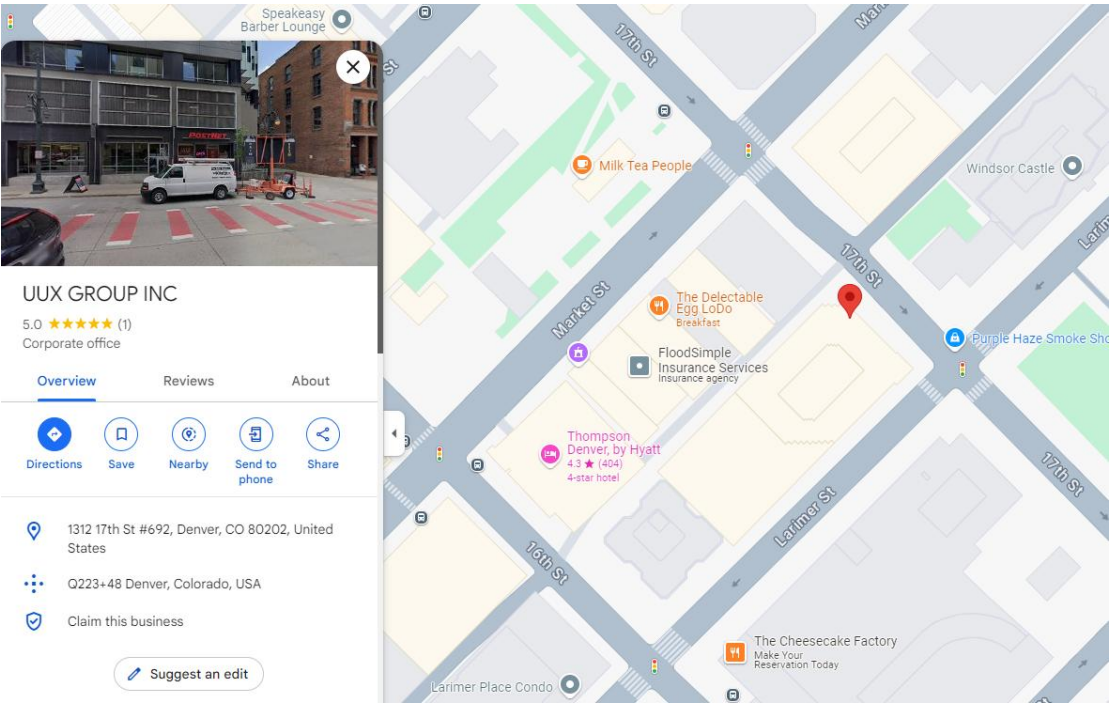 Speakeasy
Barber Lounge
POSTNET
UUX GROUP INC
5.0 ★★★★★ (1)
Corporate office
Overview
Reviews
About
Directions
Save
Nearby
Send to
phone
Share
1312 17th St #692, Denver, CO 80202, United
States
Q223+48 Denver, Colorado, USA
Claim this business
Suggest an edit
17th St
Milk Tea People
Windsor Castle
17th St
Market St
The Delectable
Egg LoDo
Breakfast
FloodSimple
Insurance Services
Insurance agency
Purple Haze Smoke Sho
Thompson
Denver, by Hyatt
4.3 ★ (404)
4-star hotel
17th St
Larimer St
16th St
The Cheesecake Factory
Make Your
Reservation Today
Larimer Place Condo